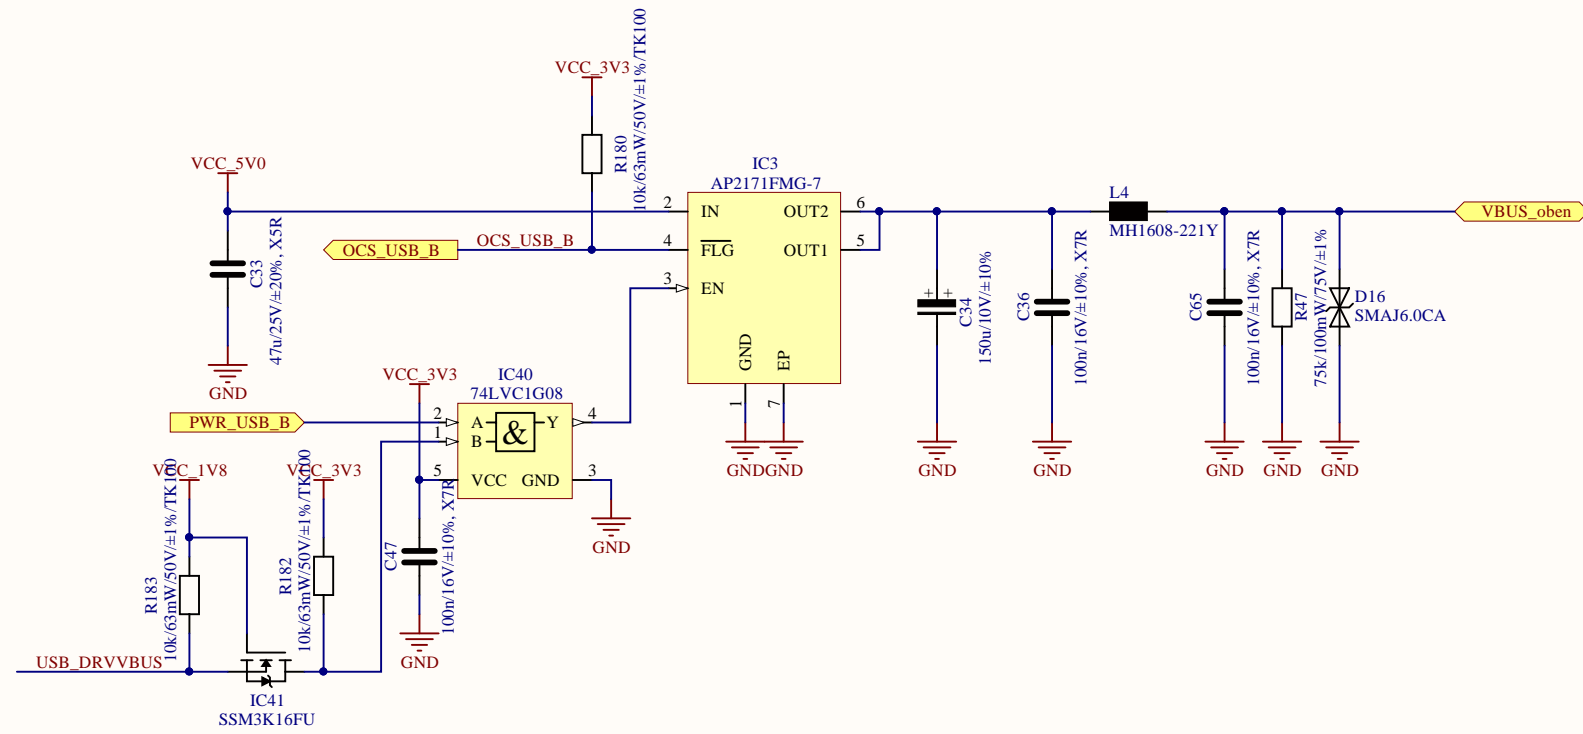 VCC_3V3
R180
10k/63mW/50V/±1%/TK100
VCC_5V0
C33
47u/25V/±20%, X5R
GND
OCS_USB_B
OCS_USB_B
IC3
AP2171FMG-7
2
IN
OUT2
6
4
FLG
OUT1
5
3
EN
GND
EP
1
7
GND
GND
C34
150u/10V/±10%
++
GND
C36
100n/16V/±10%, X7R
GND
L4
MH1608-221Y
C65
100n/16V/±10%, X7R
GND
R47
75k/100mW/75V/±1%
GND
D16
SMAJ6.0CA
GND
VBUS_oben
VCC_3V3
IC40
74LVC1G08
PWR_USB_B
2
A
Y
4
1
B
&
5
VCC
GND
3
GND
C47
100n/16V/±10%, X7R
GND
VCC_1V8
R183
10k/63mW/50V/±1%/TK100
VCC_3V3
R182
10k/63mW/50V/±1%/TK100
USB_DRVVBUS
IC41
SSM3K16FU